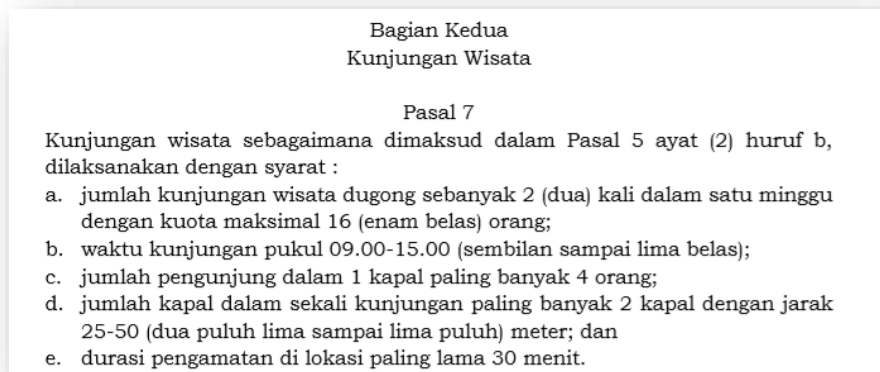 Bagian Kedua
Kunjungan Wisata
Pasal 7
Kunjungan wisata sebagaimana dimaksud dalam Pasal 5 ayat (2) huruf b,
dilaksanakan dengan syarat :
a. jumlah kunjungan wisata dugong sebanyak 2 (dua) kali dalam satu minggu
dengan kuota maksimal 16 (enam belas) orang;
b. waktu kunjungan pukul 09.00-15.00 (sembilan sampai lima belas);
c. jumlah pengunjung dalam 1 kapal paling banyak 4 orang;
d. jumlah kapal dalam sekali kunjungan paling banyak 2 kapal dengan jarak
25-50 (dua puluh lima sampai lima puluh) meter; dan
e. durasi pengamatan di lokasi paling lama 30 menit.